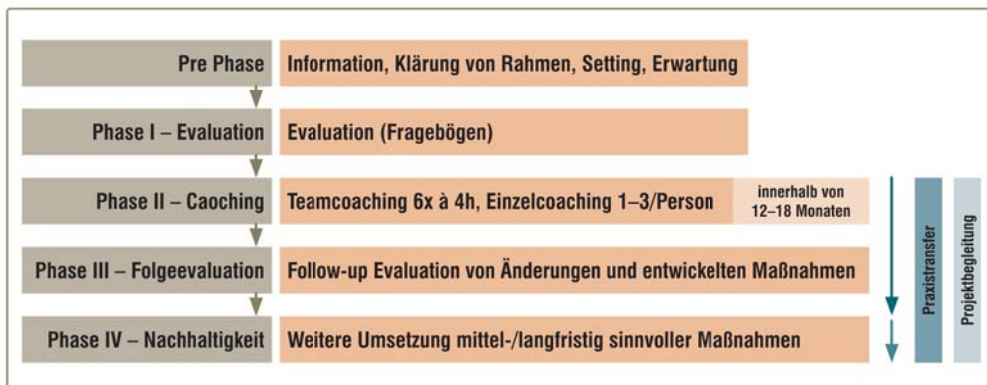 Pre Phase
Information, Klärung von Rahmen, Setting, Erwartung
Phase I – Evaluation
Evaluation (Fragebögen)
Phase II – Caoching
Teamcoaching 6x à 4h, Einzelcoaching 1–3/Person
innerhalb von
12–18 Monaten
Phase III – Folgeevaluation
Follow-up Evaluation von Änderungen und entwickelten Maßnahmen
Phase IV – Nachhaltigkeit
Weitere Umsetzung mittel-/langfristig sinnvoller Maßnahmen
Praxistransfer
Projektbegleitung